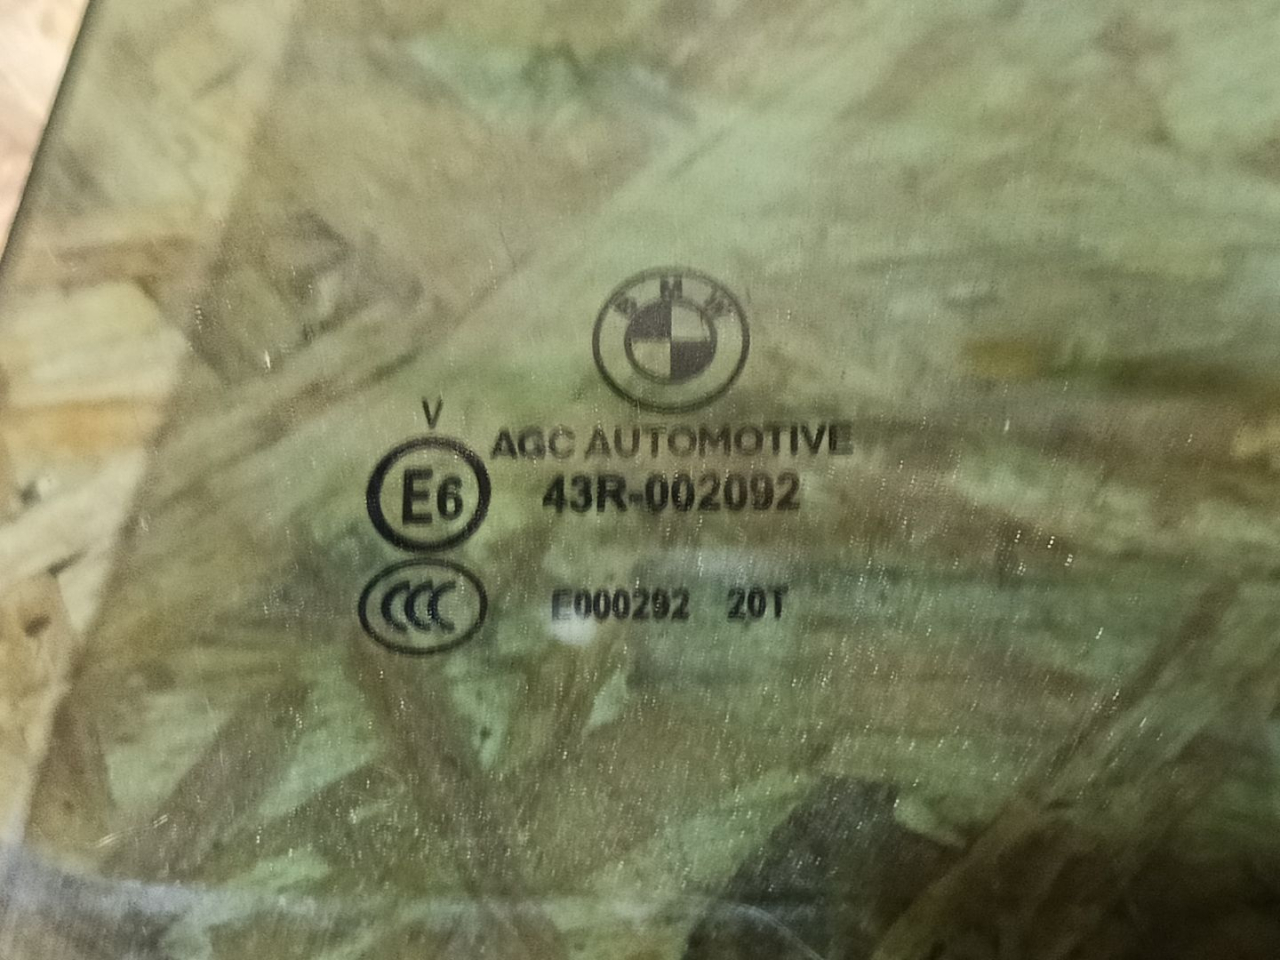 BMW
V
AGC AUTOMOTIVE
E6
43R-002092
CCC
E000292 20T